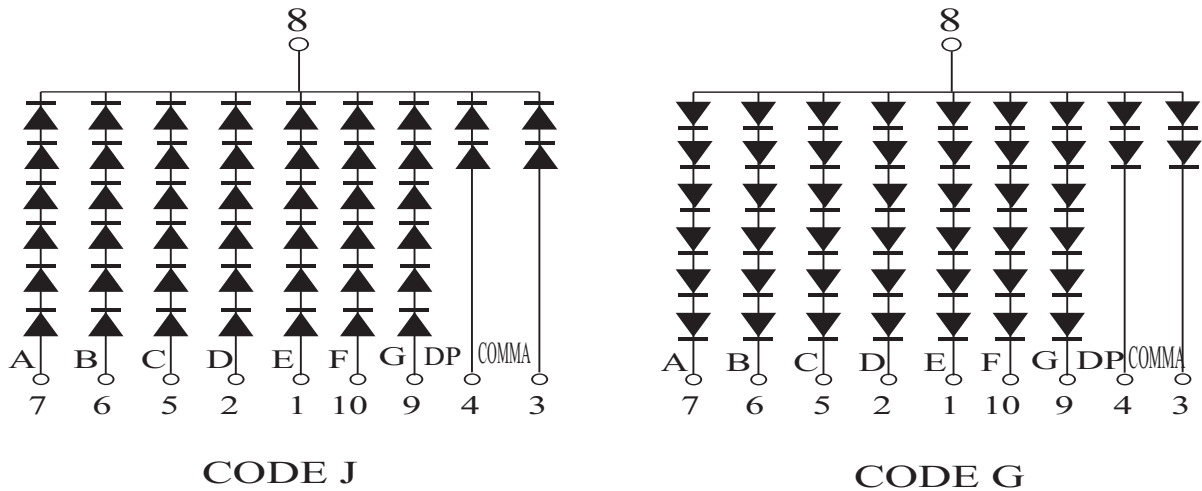 8 8
A B C D E F G DP COMMA A B C D E F G DP COMMA
7 6 5 2 1 10 9 4 3 7 6 5 2 1 10 9 4 3
CODE J CODE G